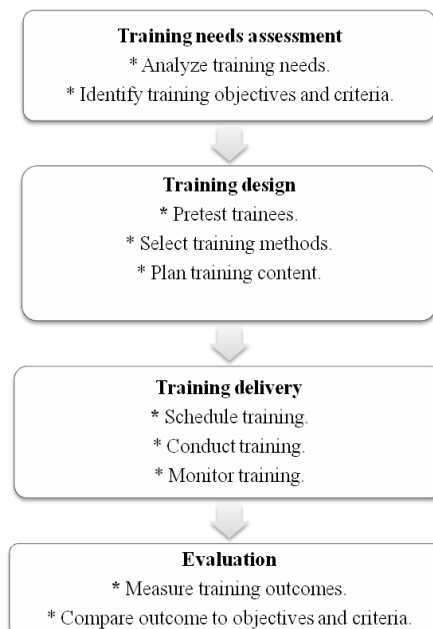 Training needs assessment
* Analyze training needs.
* Identify training objectives and criteria.
Training design
* Pretest trainees.
* Select training methods.
* Plan training content.
Training delivery
* Schedule training.
* Conduct training.
* Monitor training.
Evaluation
* Measure training outcomes.
* Compare outcome to objectives and criteria.